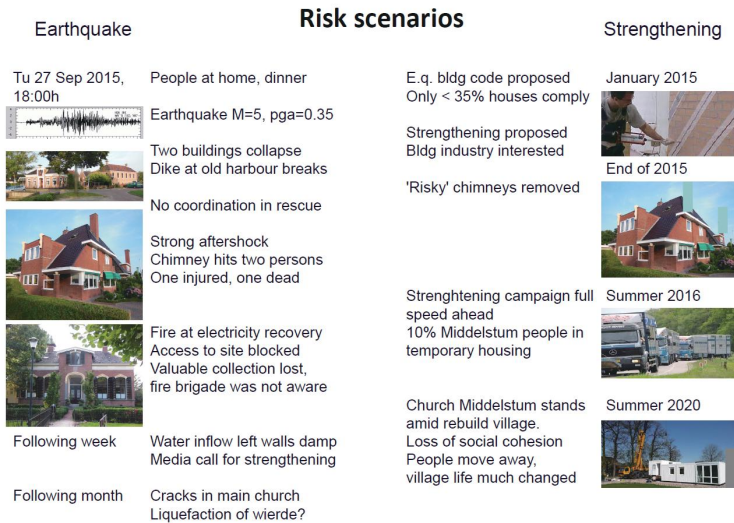 Risk scenarios
Earthquake
Tu 27 Sep 2015,
18:00h
People at home, dinner
Earthquake M=5, pga=0.35
Two buildings collapse
Dike at old harbour breaks
No coordination in rescue
Strong aftershock
Chimney hits two persons
One injured, one dead
Fire at electricity recovery
Access to site blocked
Valuable collection lost,
fire brigade was not aware
Following week
Water inflow left walls damp
Media call for strengthening
Following month
Cracks in main church
Liquefaction of wierde?
Strengthening
E.q. bldg code proposed
Only < 35% houses comply
January 2015
Strengthening proposed
Bldg industry interested
End of 2015
'Risky' chimneys removed
Strenghtening campaign full
speed ahead
10% Middelstum people in
temporary housing
Summer 2016
Church Middelstum stands
amid rebuild village.
Loss of social cohesion
People move away,
village life much changed
Summer 2020